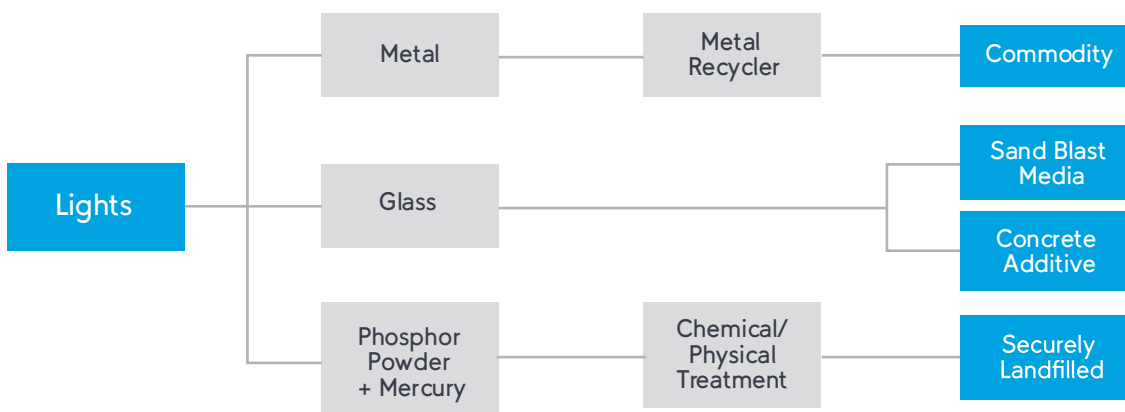 Metal
Metal
Recycler
Commodity
Lights
Glass
Sand Blast
Media
Concrete
Additive
Phosphor
Powder
+ Mercury
Chemical/
Physical
Treatment
Securely
Landfilled